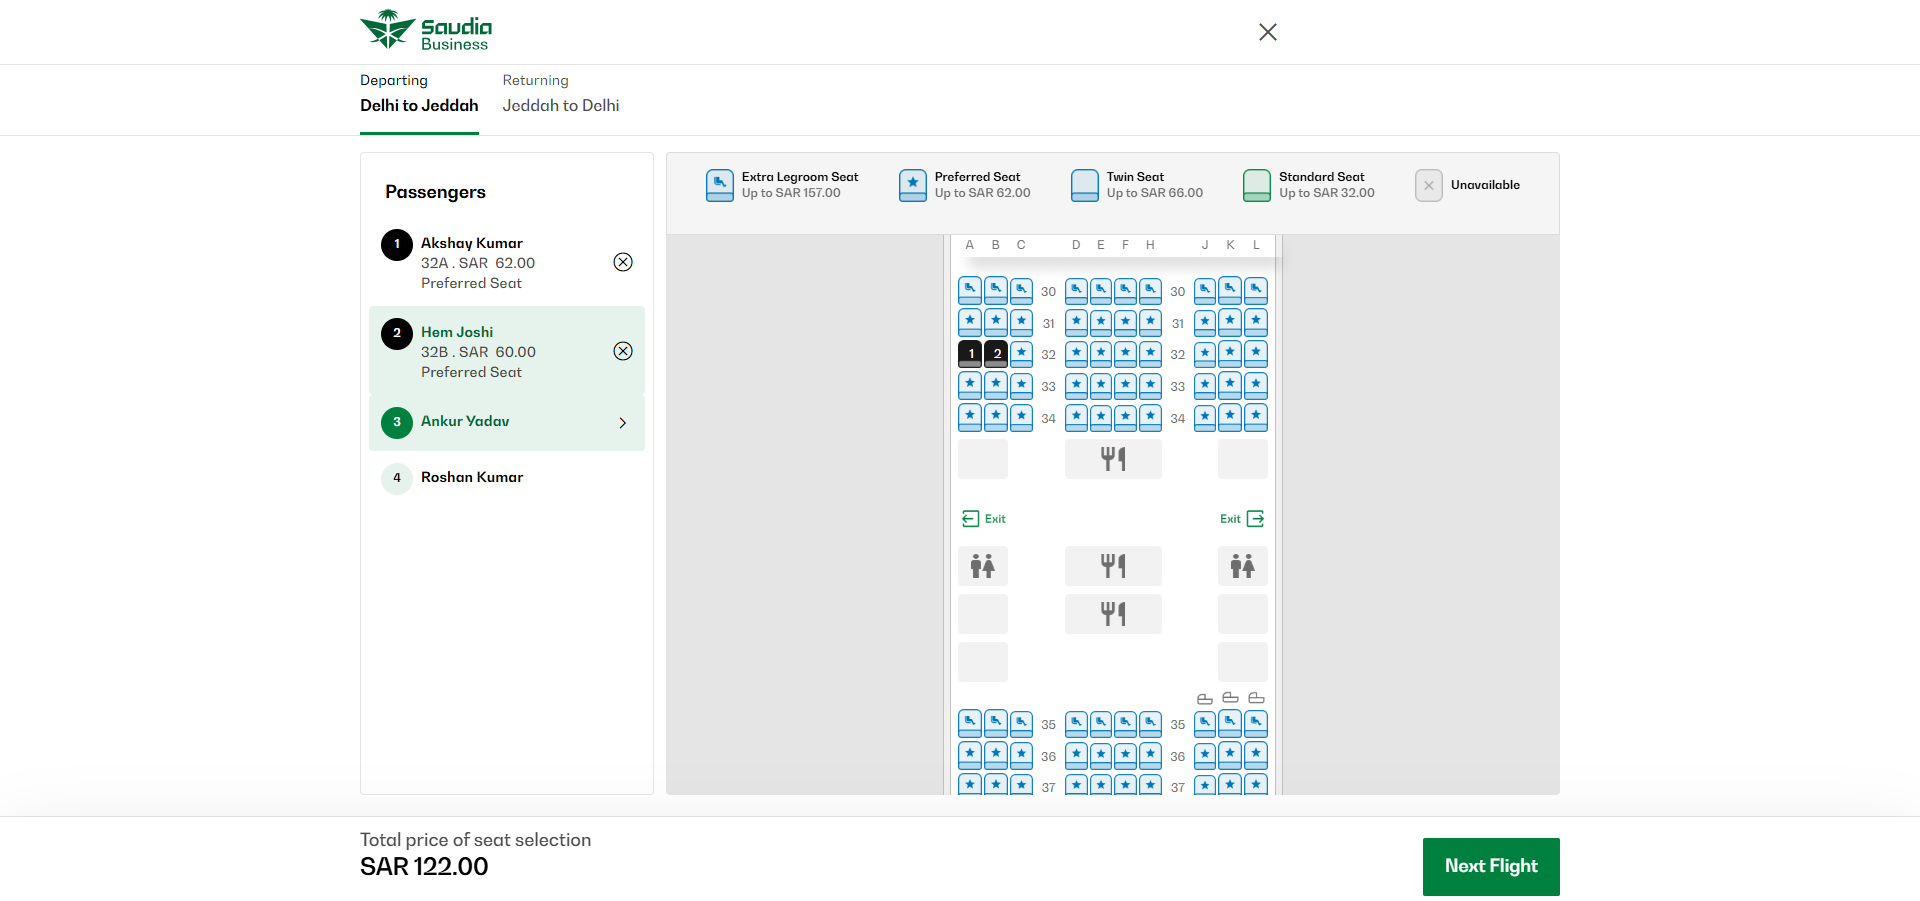 Saudia
Business
Departing
Delhi to Jeddah
Returning
Jeddah to Delhi
Passengers
1
Akshay Kumar
32A . SAR 62.00
Preferred Seat
2
Hem Joshi
32B . SAR 60.00
Preferred Seat
3
Ankur Yadav
4
Roshan Kumar
Extra Legroom Seat
Up to SAR 157.00
Preferred Seat
Up to SAR 62.00
Twin Seat
Up to SAR 66.00
Standard Seat
Up to SAR 32.00
Unavailable
A B C D E F H J K L
30 30
31 31
1 2 32 32
33 33
34 34
Exit Exit
35 35
36 36
37 37
Total price of seat selection
SAR 122.00
Next Flight